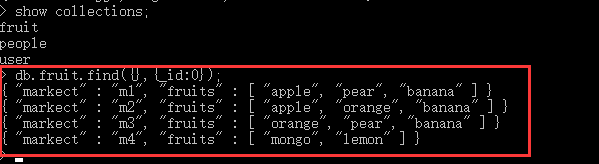 > show collections;
fruit
people
user
> db.fruit.find({},{_id:0});
{ "markect" : "m1", "fruits" : [ "apple", "pear", "banana" ] }
{ "markect" : "m2", "fruits" : [ "apple", "orange", "banana" ] }
{ "markect" : "m3", "fruits" : [ "orange", "pear", "banana" ] }
{ "markect" : "m4", "fruits" : [ "mongo", "lemon" ] }
>